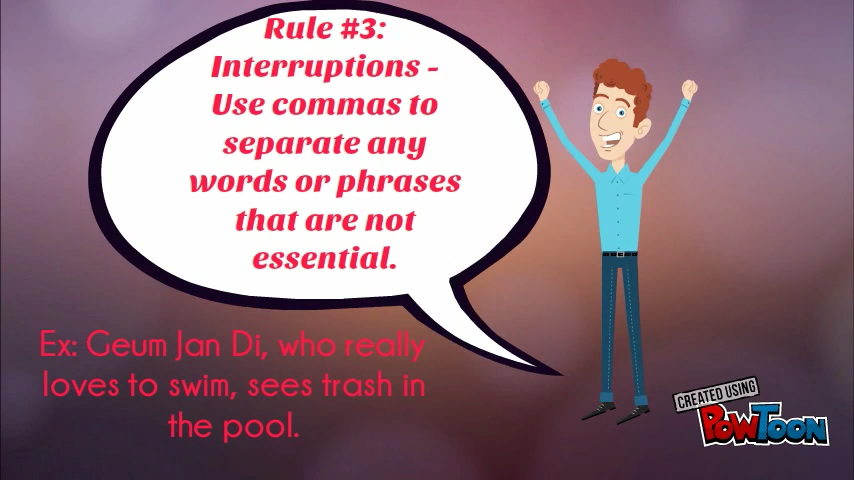 Rule #3:
Interruptions -
Use commas to
separate any
words or phrases
that are not
essential.
Ex: Geum Jan Di, who really
loves to swim, sees trash in
the pool.
CREATED USING
POWTOON